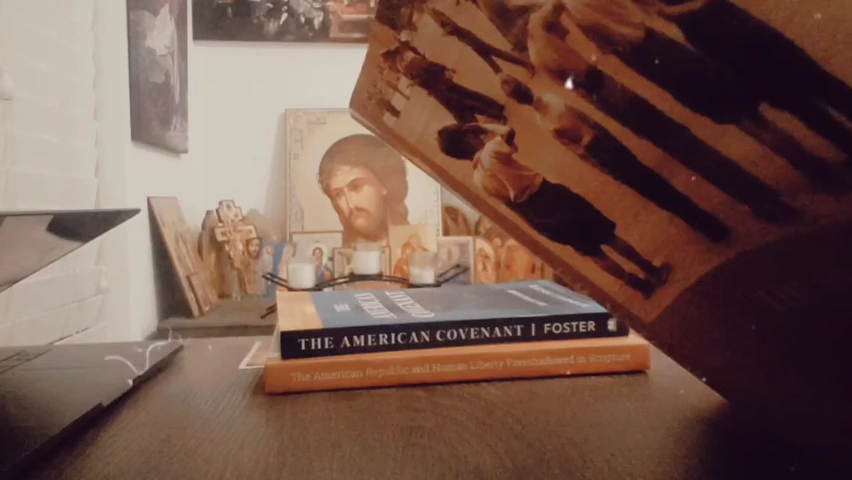 THE AMERICAN COVENANT | FOSTER
The American Republic and Human Liberty Foreshadowed in Scripture